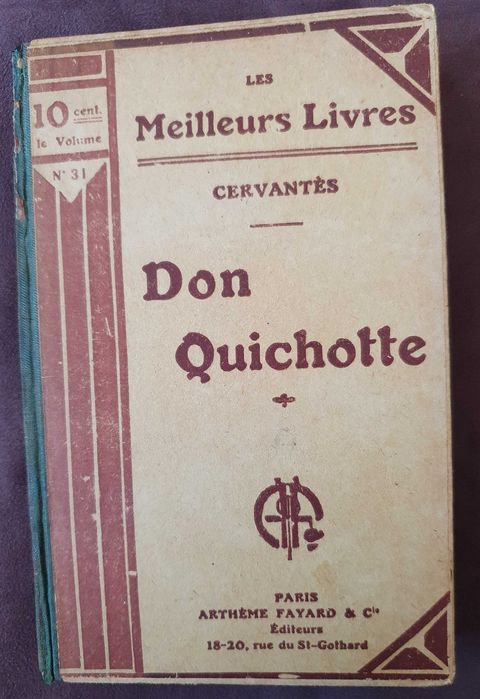 10 cent.
le Volume
N° 31
LES
Meilleurs Livres
CERVANTÈS
Don
Quichotte
PARIS
ARTHÈME FAYARD & Cie
Éditeurs
18-20, rue du St-Gothard